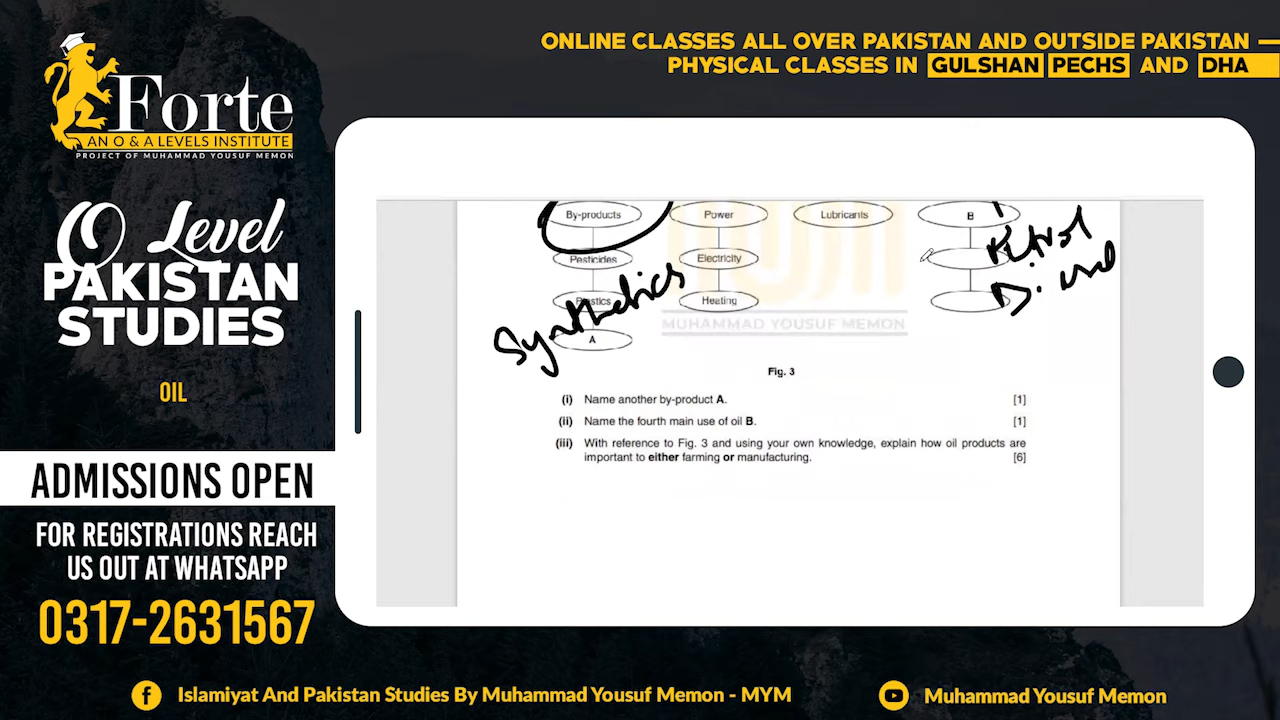 Forte
AN O & A LEVELS INSTITUTE
PROJECT OF MUHAMMAD YOUSUF MEMON
ONLINE CLASSES ALL OVER PAKISTAN AND OUTSIDE PAKISTAN —
PHYSICAL CLASSES IN GULSHAN PECHS AND DHA
O Level
PAKISTAN
STUDIES
OIL
ADMISSIONS OPEN
FOR REGISTRATIONS REACH
US OUT AT WHATSAPP
0317-2631567
By-products Power Lubricants B
Pesticides Electricity Petrol
Plastics Heating
Synthetics
MUHAMMAD YOUSUF MEMON
A
Fig. 3
(i) Name another by-product A. [1]
(ii) Name the fourth main use of oil B. [1]
(iii) With reference to Fig. 3 and using your own knowledge, explain how oil products are
important to either farming or manufacturing. [6]
Islamiyat And Pakistan Studies By Muhammad Yousuf Memon - MYM
Muhammad Yousuf Memon